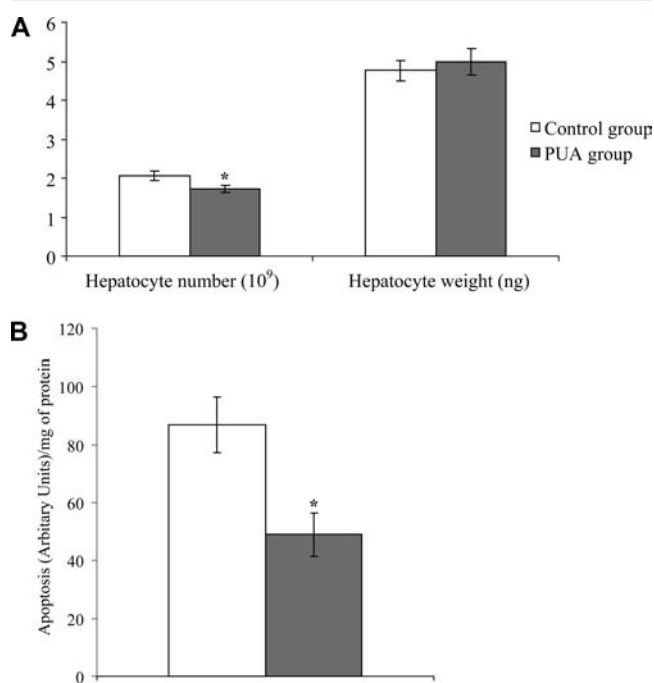 A
6
5
4
3
2
1
0
*
Hepatocyte number (10⁹)
Hepatocyte weight (ng)
Control group
PUA group
B
Apoptosis (Arbitary Units)/mg of protein
120
100
80
60
40
20
0
*